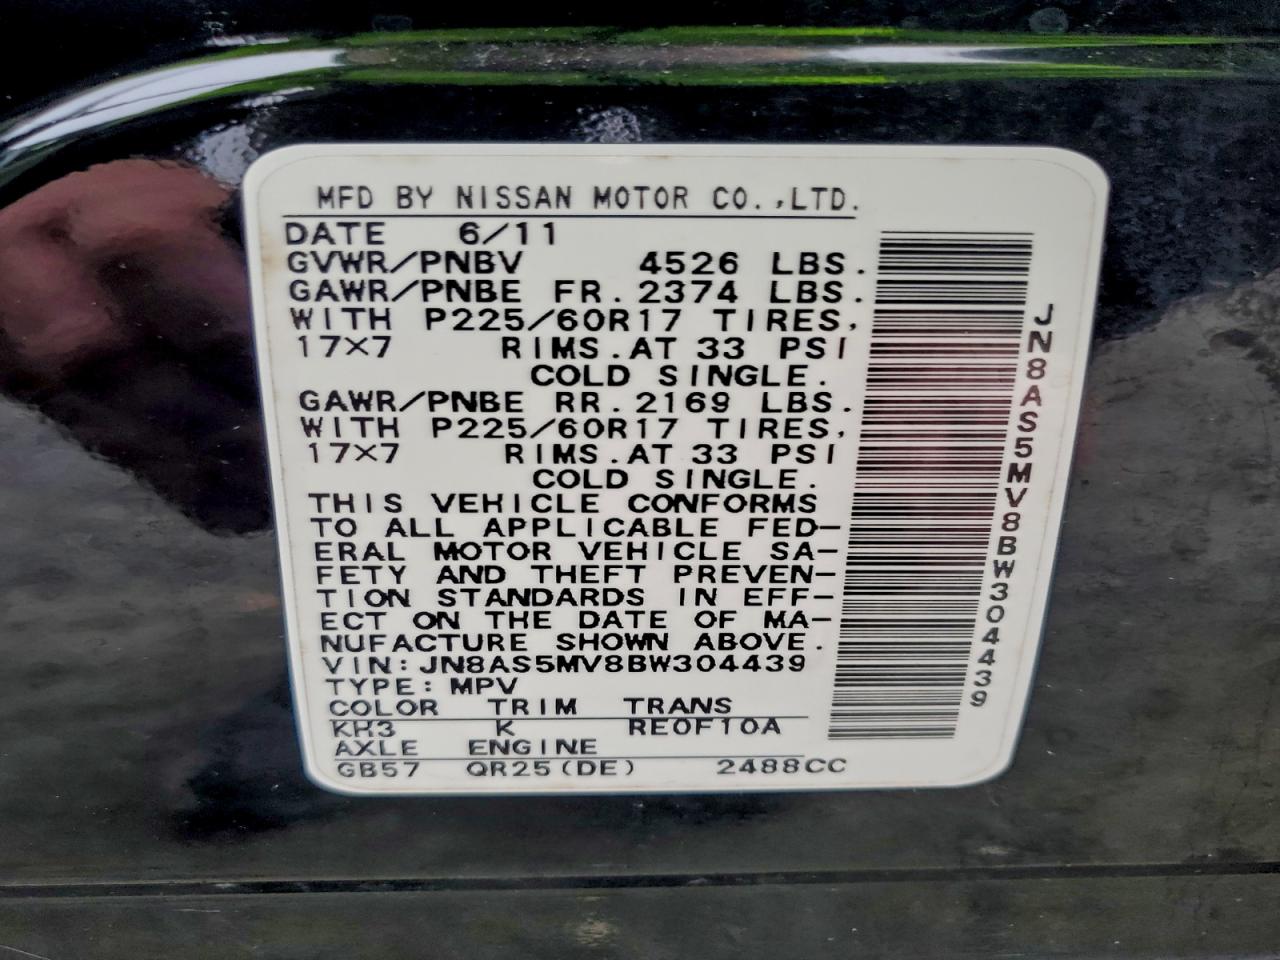 MFD BY NISSAN MOTOR CO.,LTD.
DATE 6/11
GVWR/PNBV 4526 LBS.
GAWR/PNBE FR. 2374 LBS.
WITH P225/60R17 TIRES,
17×7 RIMS.AT 33 PSI
COLD SINGLE.
GAWR/PNBE RR. 2169 LBS.
WITH P225/60R17 TIRES,
17×7 RIMS.AT 33 PSI
COLD SINGLE.
THIS VEHICLE CONFORMS
TO ALL APPLICABLE FED-
ERAL MOTOR VEHICLE SA-
FETY AND THEFT PREVEN-
TION STANDARDS IN EFF-
ECT ON THE DATE OF MA-
NUFACTURE SHOWN ABOVE.
VIN: JN8AS5MV8BW304439
TYPE: MPV
COLOR TRIM TRANS
KH3 K RE0F10A
AXLE ENGINE
GB57 QR25(DE) 2488CC
JN8AS5MV8BW304439